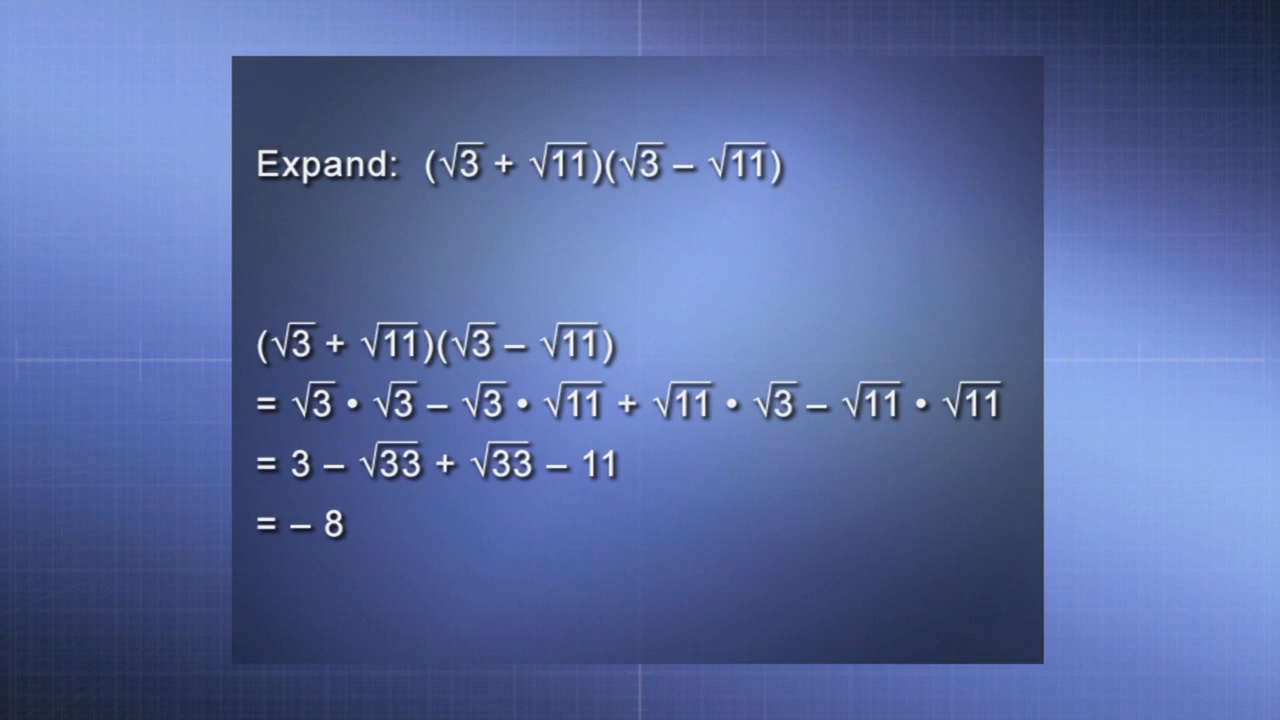 Expand: (√3 + √11)(√3 – √11)
(√3 + √11)(√3 – √11)
= √3 • √3 – √3 • √11 + √11 • √3 – √11 • √11
= 3 – √33 + √33 – 11
= – 8